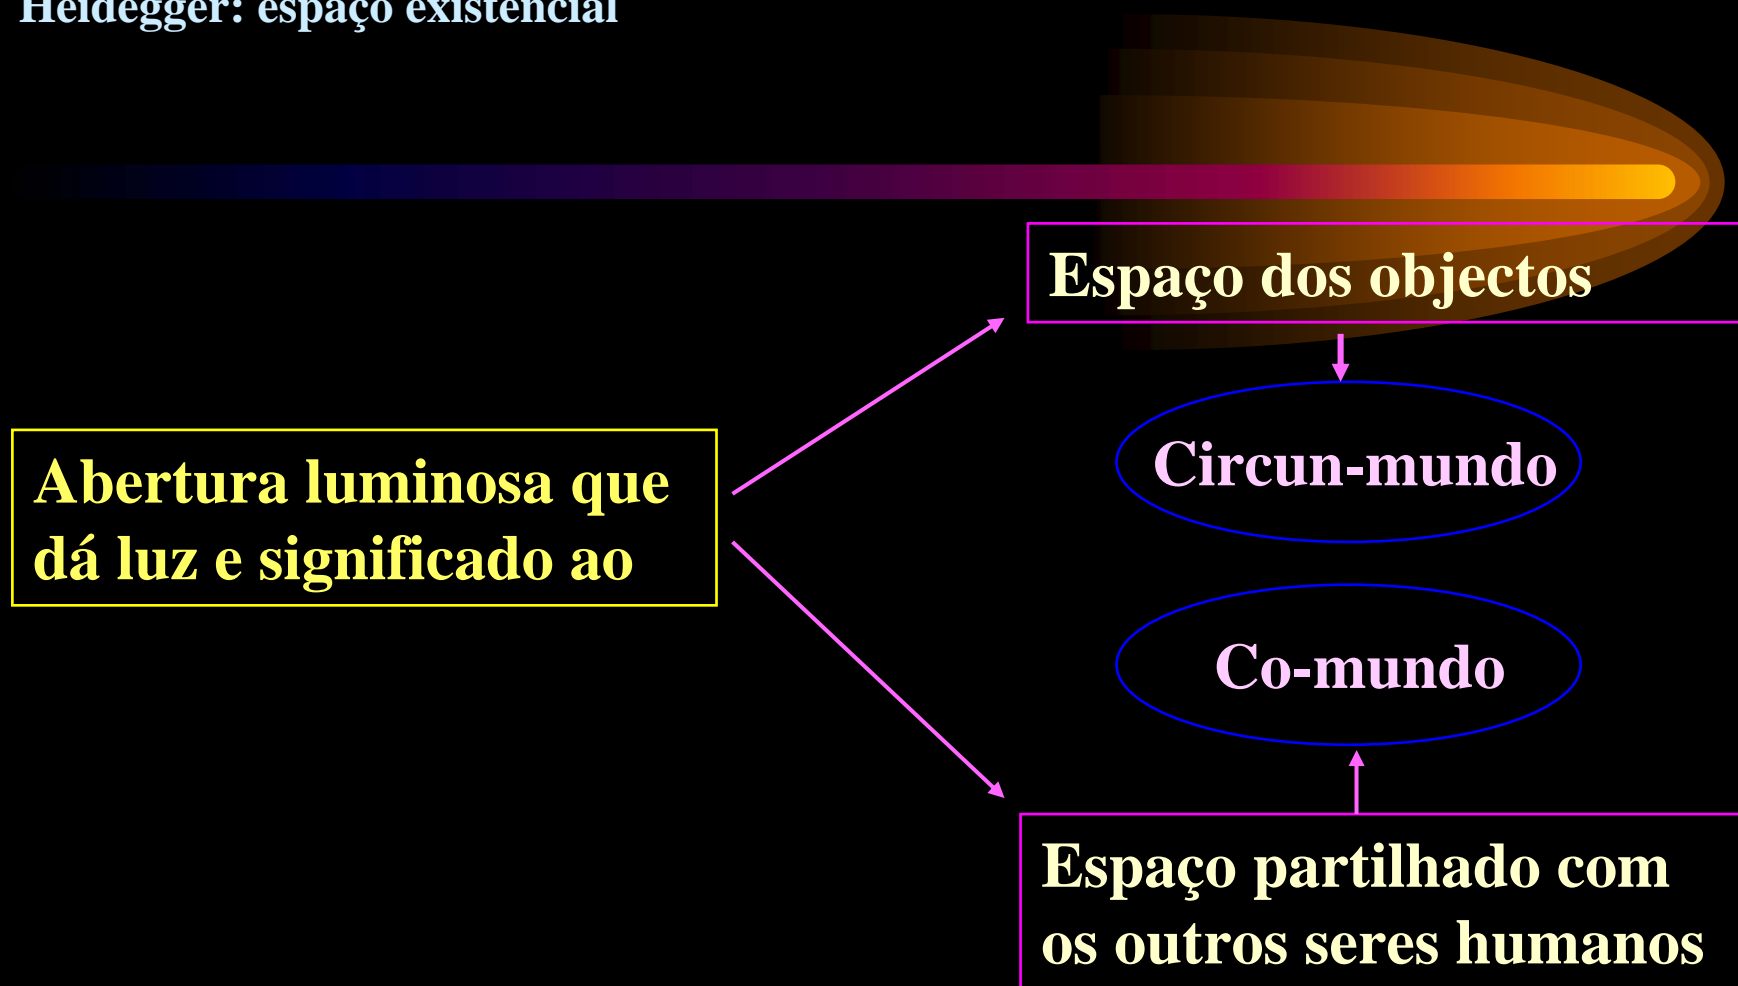 Heidegger: espaço existencial
Espaço dos objectos
Circun-mundo
Abertura luminosa que
dá luz e significado ao
Co-mundo
Espaço partilhado com
os outros seres humanos